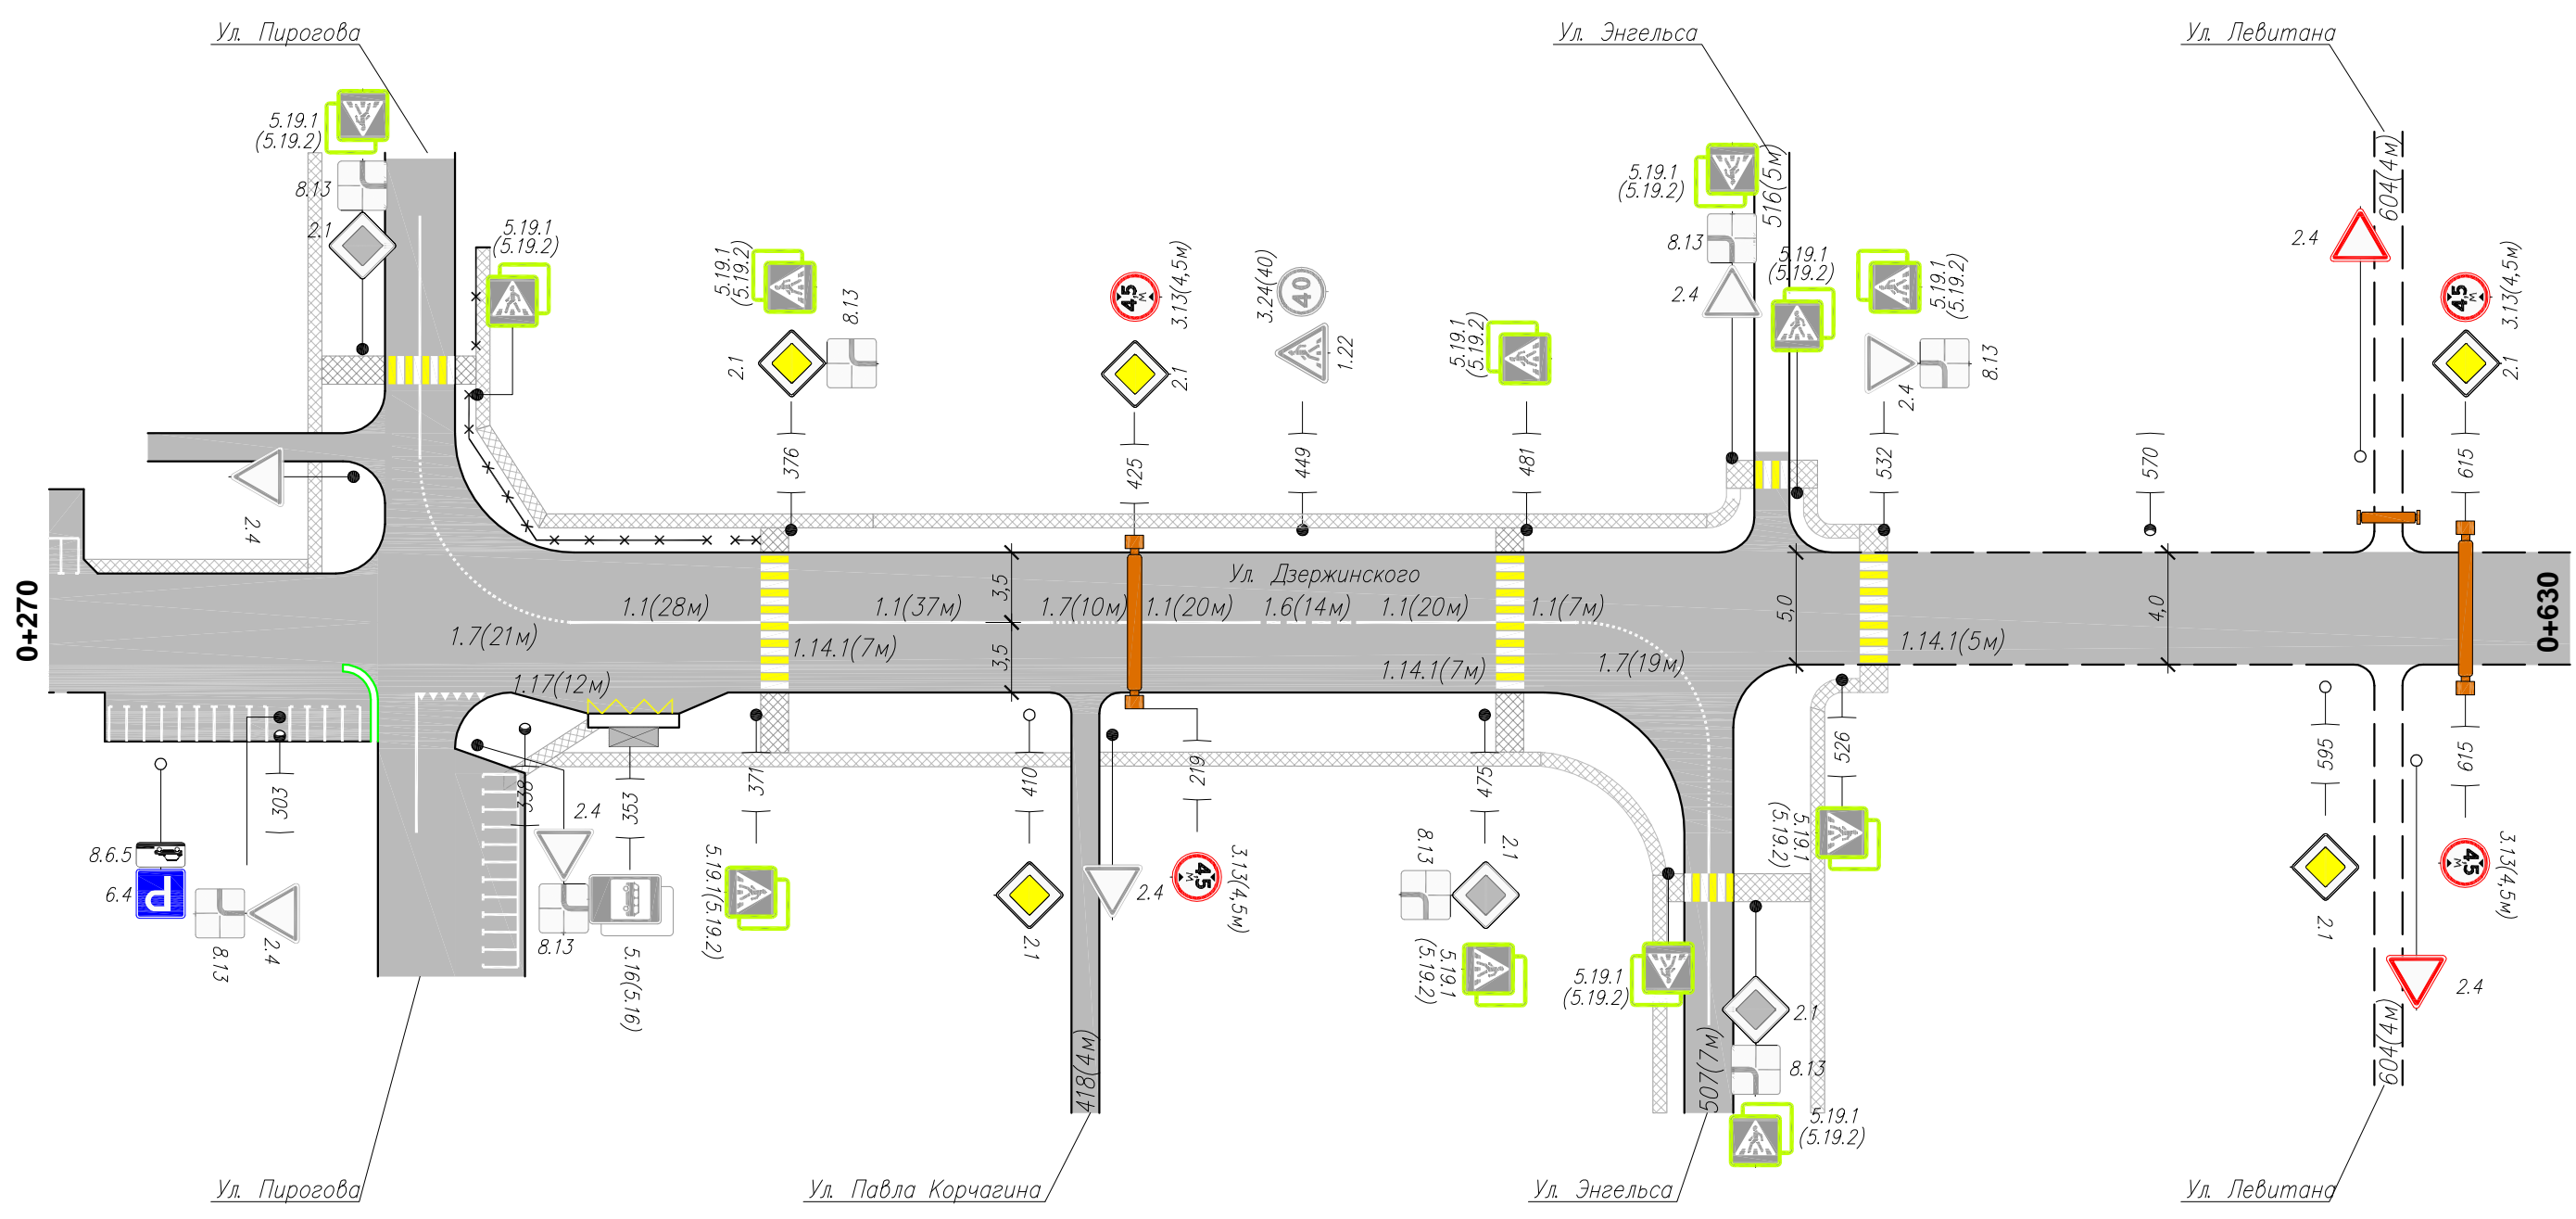 Ул. Пирогова
Ул. Энгельса
Ул. Левитана
5.19.1
(5.19.2)
8.13
2.1
5.19.1
(5.19.2)
5.19.1
(5.19.2)
2.1
8.13
376
4,5
м
3.13(4,5м)
2.1
425
3.24(40)
40
1.22
449
5.19.1
(5.19.2)
481
5.19.1
(5.19.2)
8.13
2.4
516(5м)
5.19.1
(5.19.2)
5.19.1
(5.19.2)
2.4
8.13
532
570
2.4
604(4м)
4,5
м
3.13(4,5м)
2.1
615
2.4
0+270
Ул. Дзержинского
1.7(21м)
1.1(28м)
1.14.1(7м)
1.1(37м)
3,5
3,5
1.7(10м)
1.1(20м)
1.6(14м)
1.1(20м)
1.14.1(7м)
1.1(7м)
1.7(19м)
5,0
1.14.1(5м)
4,0
0+630
1.17(12м)
8.6.5
6.4
P
303
8.13
2.4
338
2.4
8.13
353
5.16(5.16)
371
5.19.1(5.19.2)
410
2.1
418(4м)
2.4
219
4,5
м
3.13(4,5м)
475
8.13
2.1
5.19.1
(5.19.2)
5.19.1
(5.19.2)
507(7м)
2.1
8.13
5.19.1
(5.19.2)
526
5.19.1
(5.19.2)
595
2.1
604(4м)
2.4
619
4,5
м
3.13(4,5м)
Ул. Пирогова
Ул. Павла Корчагина
Ул. Энгельса
Ул. Левитана